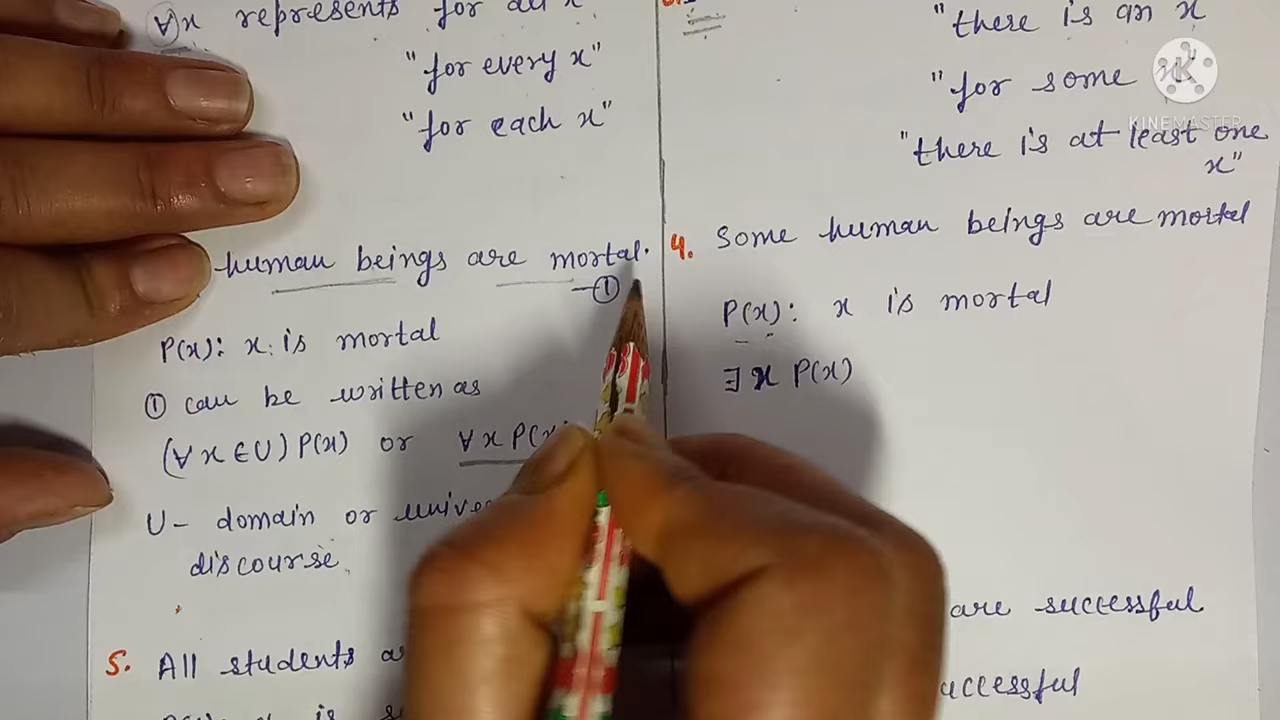 ∀x represents for all x
"for every x"
"for each x"
human beings are mortal.
—①
P(x): x is mortal
① can be written as
(∀ x ∈ U) P(x) or ∀ x P(x)
U - domain or
discourse.
5. All students
"there is an x
"for some x"
"there is at least one
x"
4. Some human beings are mortal
P(x): x is mortal
∃ x P(x)
are successful
KINEMASTER